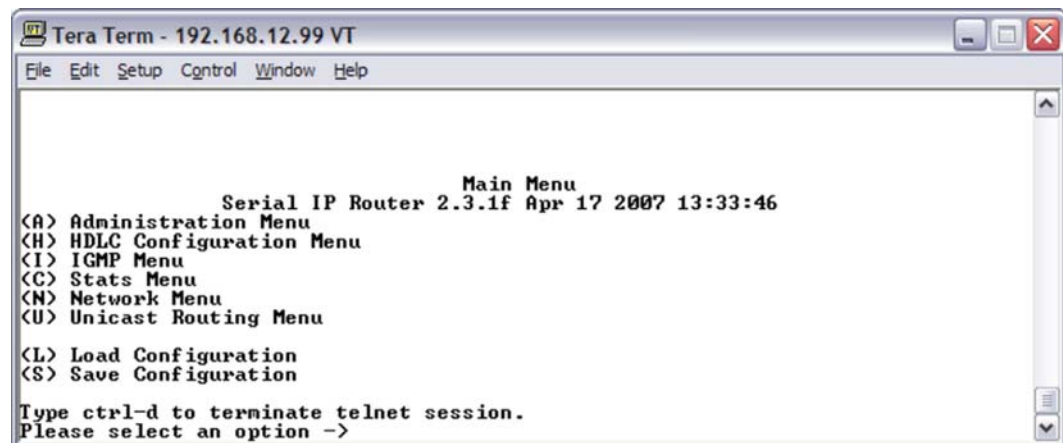 Tera Term - 192.168.12.99 VT
File Edit Setup Control Window Help
Main Menu
Serial IP Router 2.3.1f Apr 17 2007 13:33:46
(A) Administration Menu
(H) HDLC Configuration Menu
(I) IGMP Menu
(C) Stats Menu
(N) Network Menu
(U) Unicast Routing Menu
(L) Load Configuration
(S) Save Configuration
Type ctrl-d to terminate telnet session.
Please select an option ->